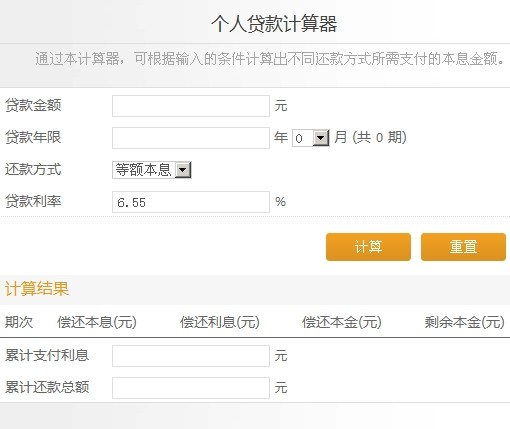 个人贷款计算器
通过本计算器，可根据输入的条件计算出不同还款方式所需支付的本息金额。
贷款金额 元
贷款年限 年 0 月 (共 0 期)
还款方式 等额本息
贷款利率 6.55 %
计算 重置
计算结果
期次 偿还本息(元) 偿还利息(元) 偿还本金(元) 剩余本金(元)
累计支付利息 元
累计还款总额 元